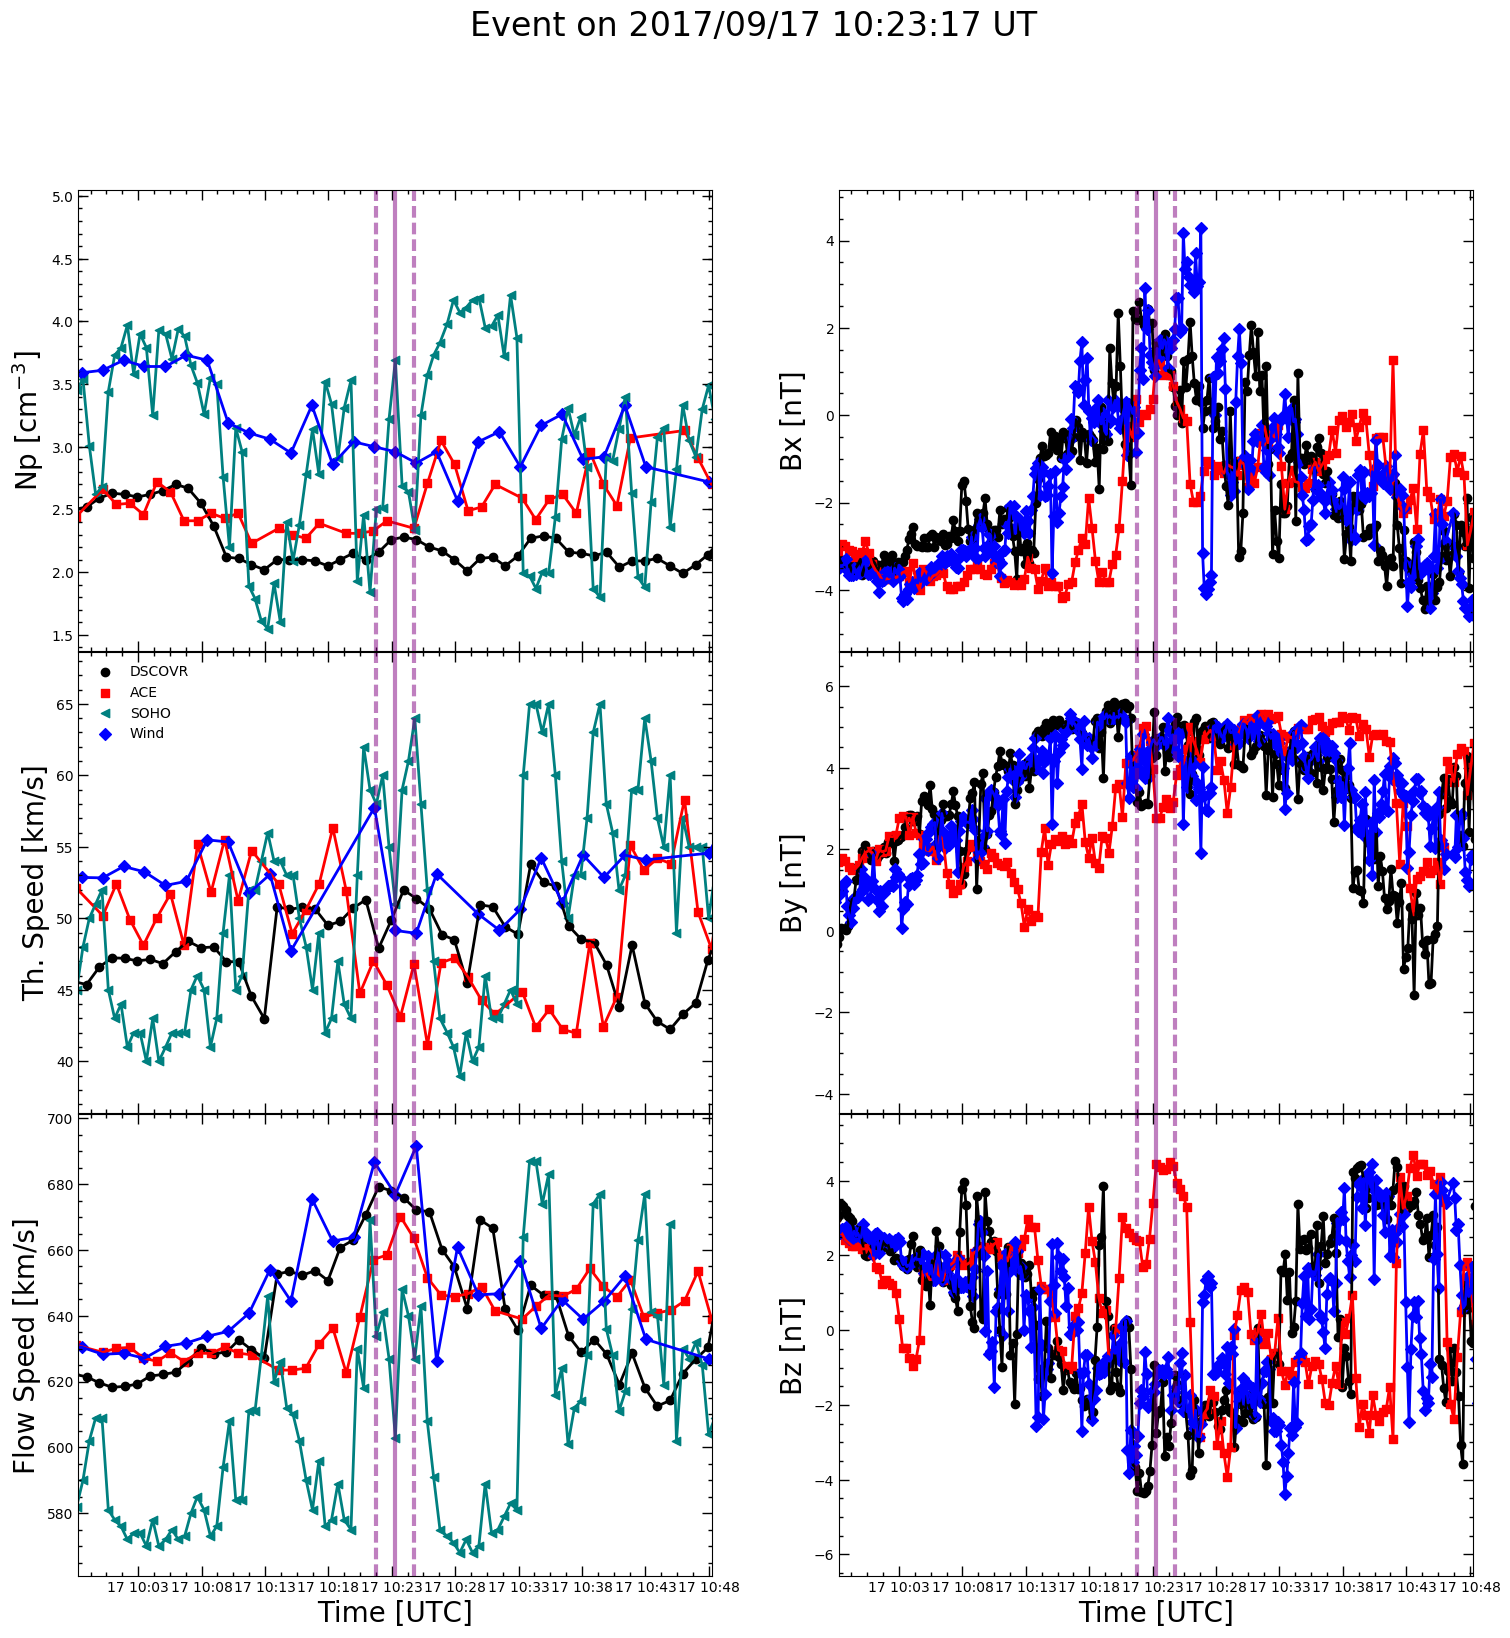 Event on 2017/09/17 10:23:17 UT
Np [cm⁻³]
5.0
4.5
4.0
3.5
3.0
2.5
2.0
1.5
Bx [nT]
4
2
0
−2
−4
Th. Speed [km/s]
65
60
55
50
45
40
DSCOVR
ACE
SOHO
Wind
By [nT]
6
4
2
0
−2
−4
Flow Speed [km/s]
700
680
660
640
620
600
580
Bz [nT]
4
2
0
−2
−4
−6
17 10:03 17 10:08 17 10:13 17 10:18 17 10:23 17 10:28 17 10:33 17 10:38 17 10:43 17 10:48
Time [UTC]
17 10:03 17 10:08 17 10:13 17 10:18 17 10:23 17 10:28 17 10:33 17 10:38 17 10:43 17 10:48
Time [UTC]